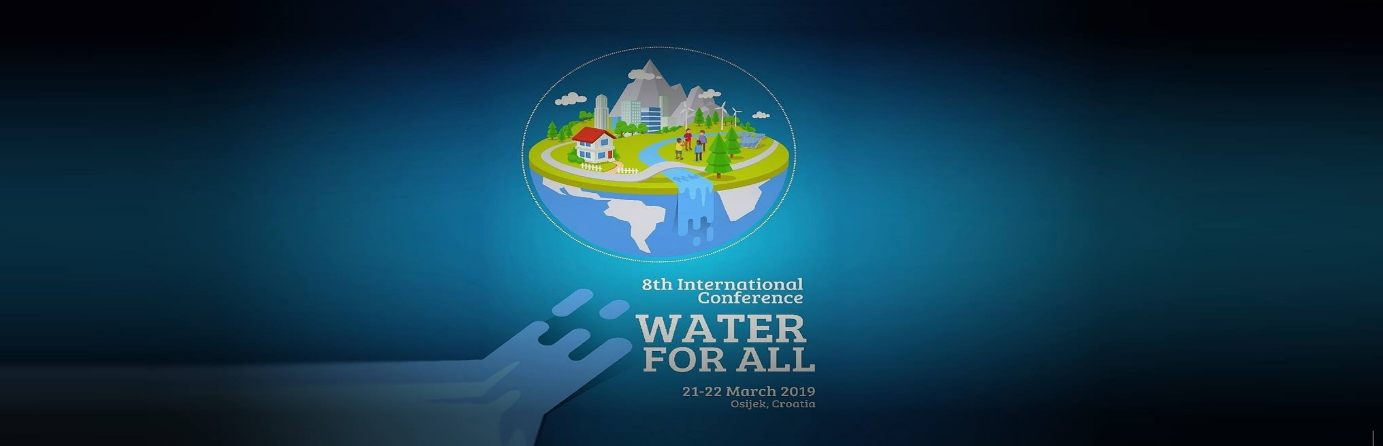 8th International
Conference
WATER
FOR ALL
21-22 March 2019
Osijek, Croatia